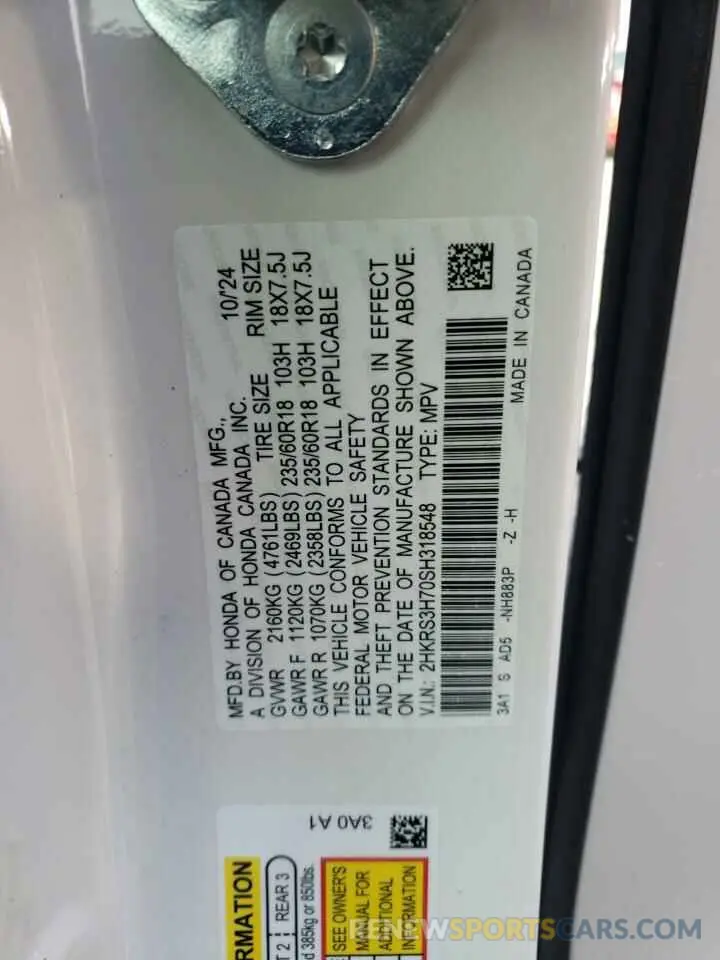 MFD.BY HONDA OF CANADA MFG., 10/'24
A DIVISION OF HONDA CANADA INC.
TIRE SIZE RIM SIZE
GVWR 2160KG (4761LBS)
GAWR F 1120KG (2469LBS) 235/60R18 103H 18X7.5J
GAWR R 1070KG (2358LBS) 235/60R18 103H 18X7.5J
THIS VEHICLE CONFORMS TO ALL APPLICABLE
FEDERAL MOTOR VEHICLE SAFETY
AND THEFT PREVENTION STANDARDS IN EFFECT
ON THE DATE OF MANUFACTURE SHOWN ABOVE.
V.I.N.: 2HKRS3H70SH318548 TYPE: MPV
3A1 S AD5 -NH883P -Z -H MADE IN CANADA
3A0 A1
REAR 3
385kg or 850lbs.
SEE OWNER'S
MANUAL FOR
ADDITIONAL
INFORMATION
RENEWSPORTSCARS.COM